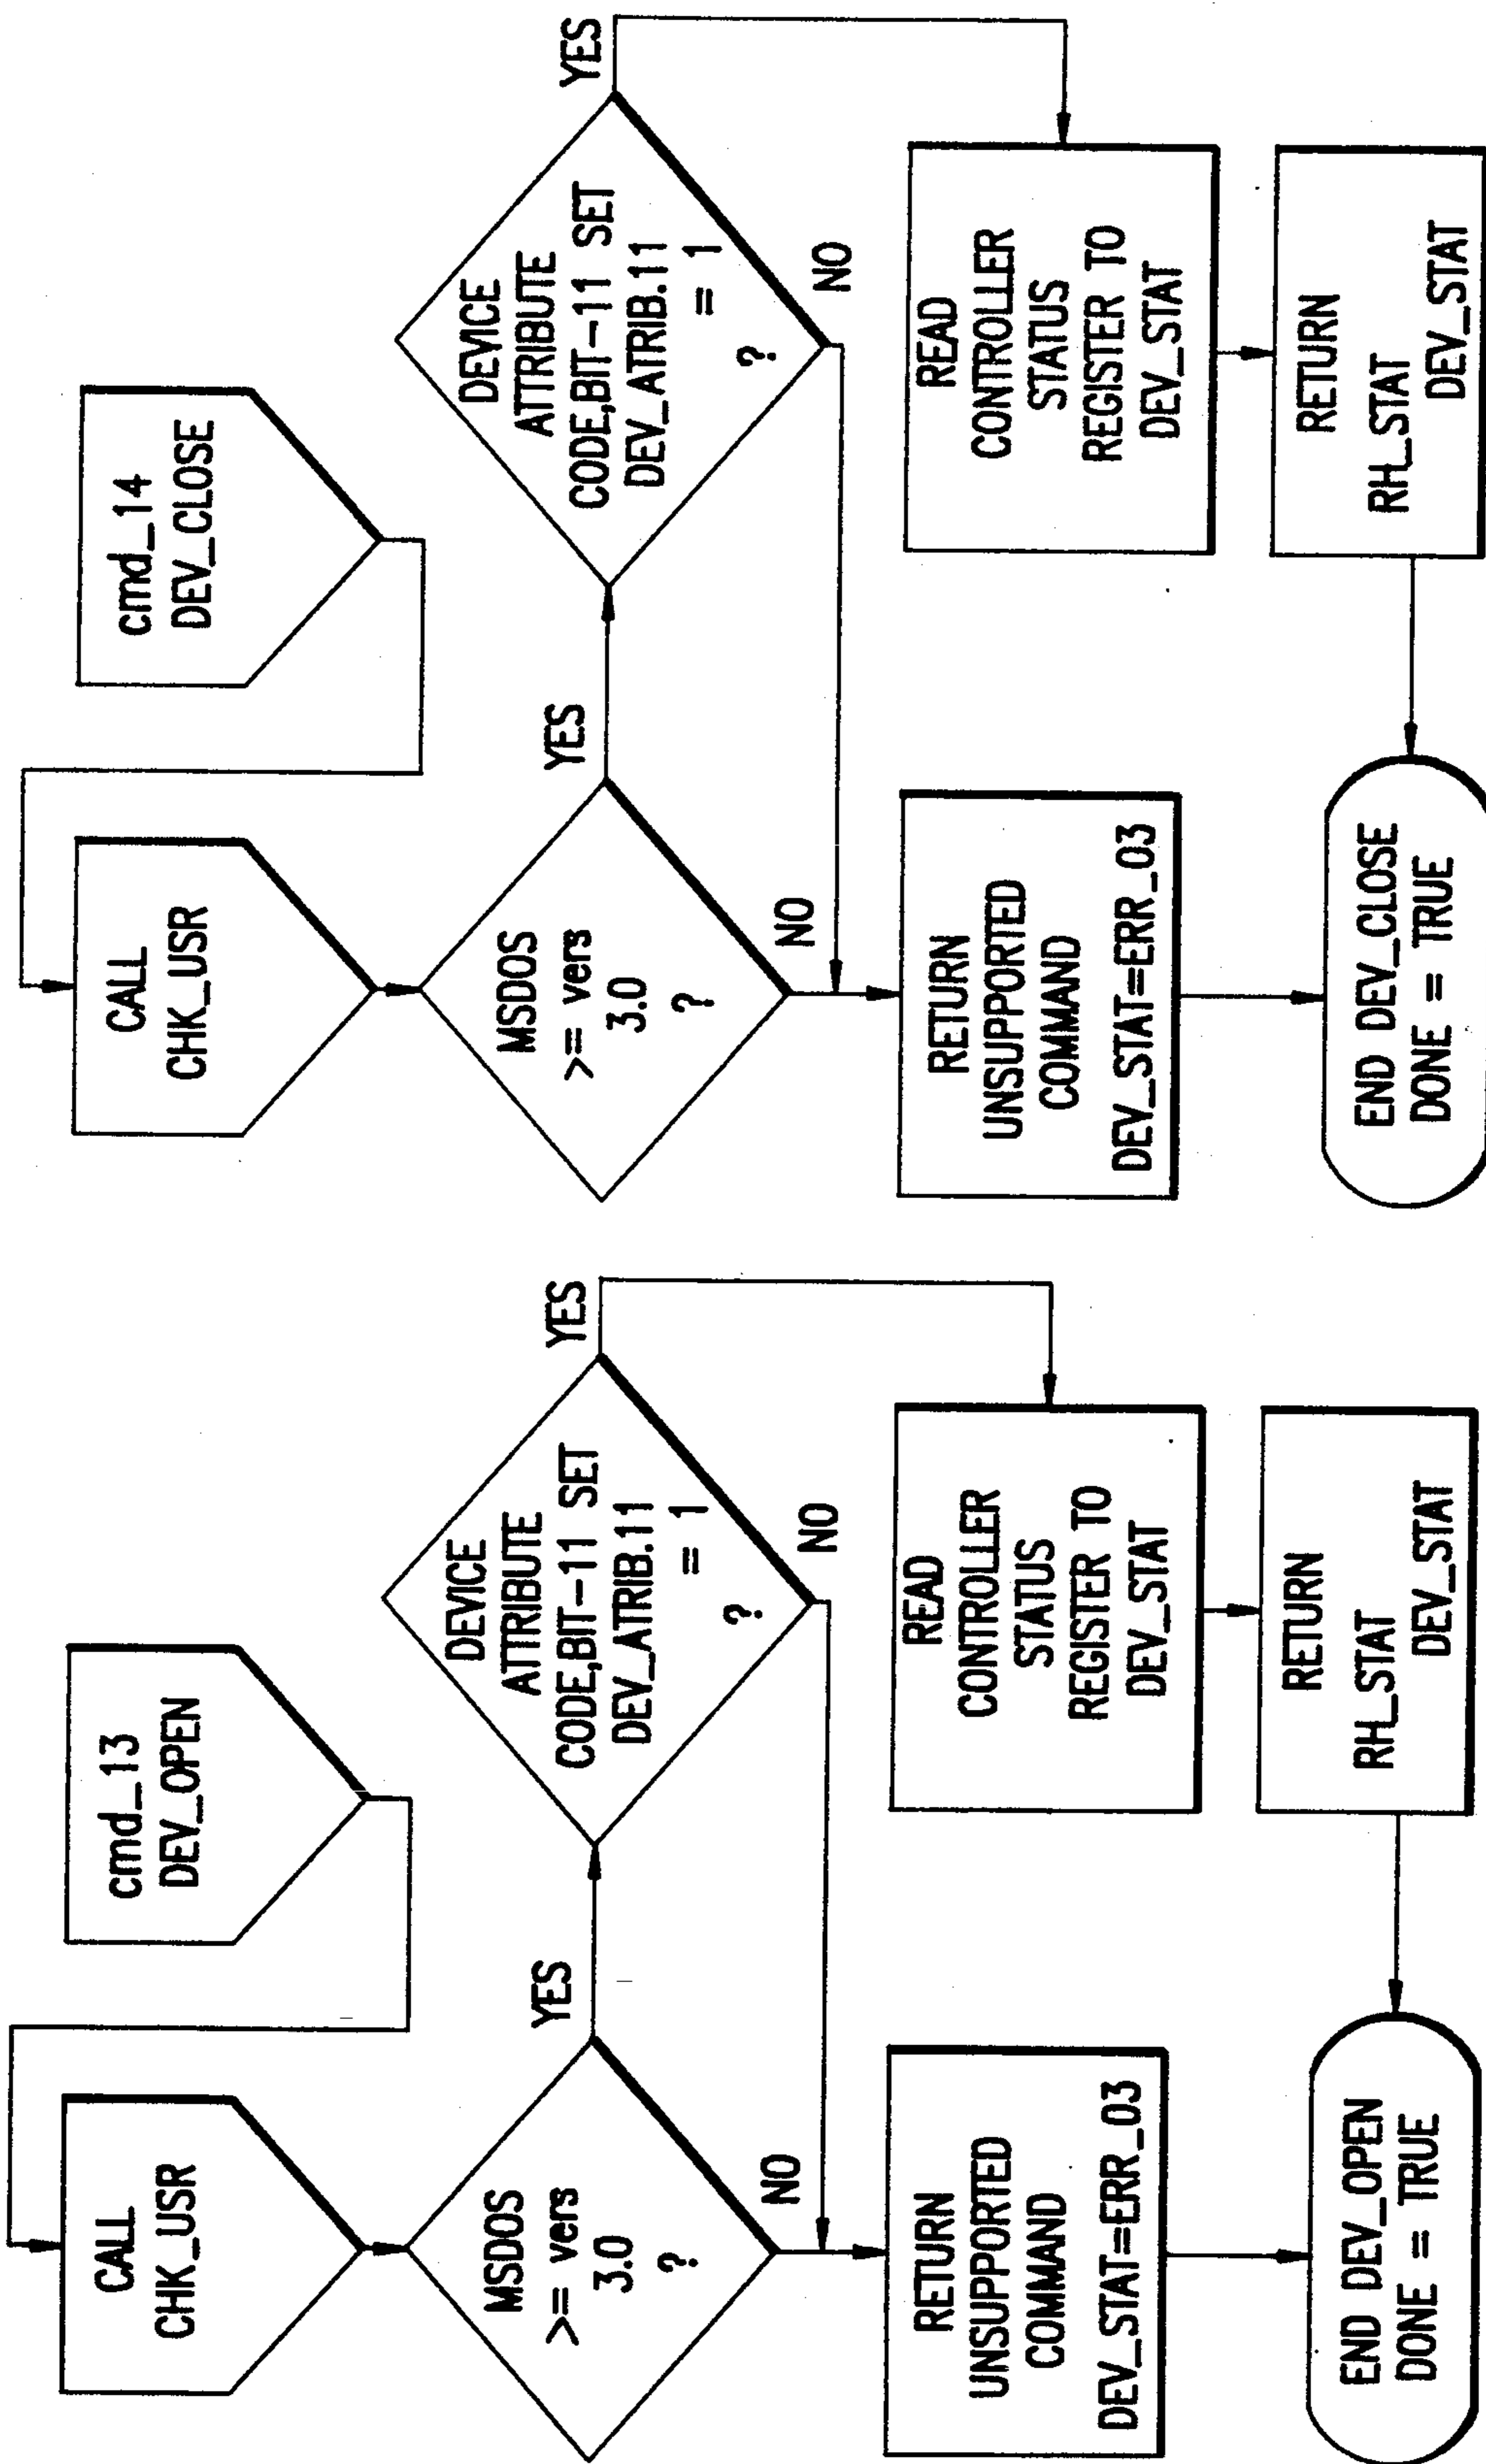 cmd_13
DEV_OPEN
CALL
CHK_USR
MSDOS
>= vers
3.0
?
YES
NO
DEVICE
ATTRIBUTE
CODE,BIT-11 SET
DEV_ATRIB.11
= 1
?
YES
NO
RETURN
UNSUPPORTED
COMMAND
DEV_STAT=ERR_03
READ
CONTROLLER
STATUS
REGISTER TO
DEV_STAT
RETURN
RH_STAT
DEV_STAT
END DEV_OPEN
DONE = TRUE
cmd_14
DEV_CLOSE
CALL
CHK_USR
MSDOS
>= vers
3.0
?
YES
NO
DEVICE
ATTRIBUTE
CODE,BIT-11 SET
DEV_ATRIB.11
= 1
?
YES
NO
RETURN
UNSUPPORTED
COMMAND
DEV_STAT=ERR_03
READ
CONTROLLER
STATUS
REGISTER TO
DEV_STAT
RETURN
RH_STAT
DEV_STAT
END DEV_CLOSE
DONE = TRUE